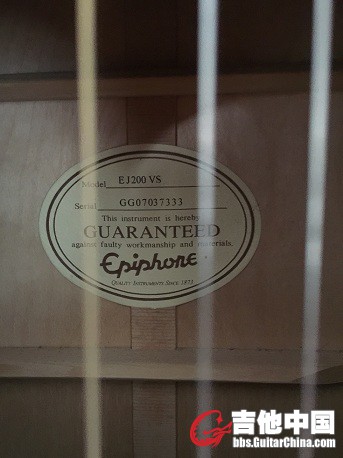 Model EJ200 VS
Serial GG07037333
This instrument is hereby
GUARANTEED
against faulty workmanship and materials.
Epiphone
QUALITY INSTRUMENTS SINCE 1873
吉他中国
bbs.GuitarChina.com